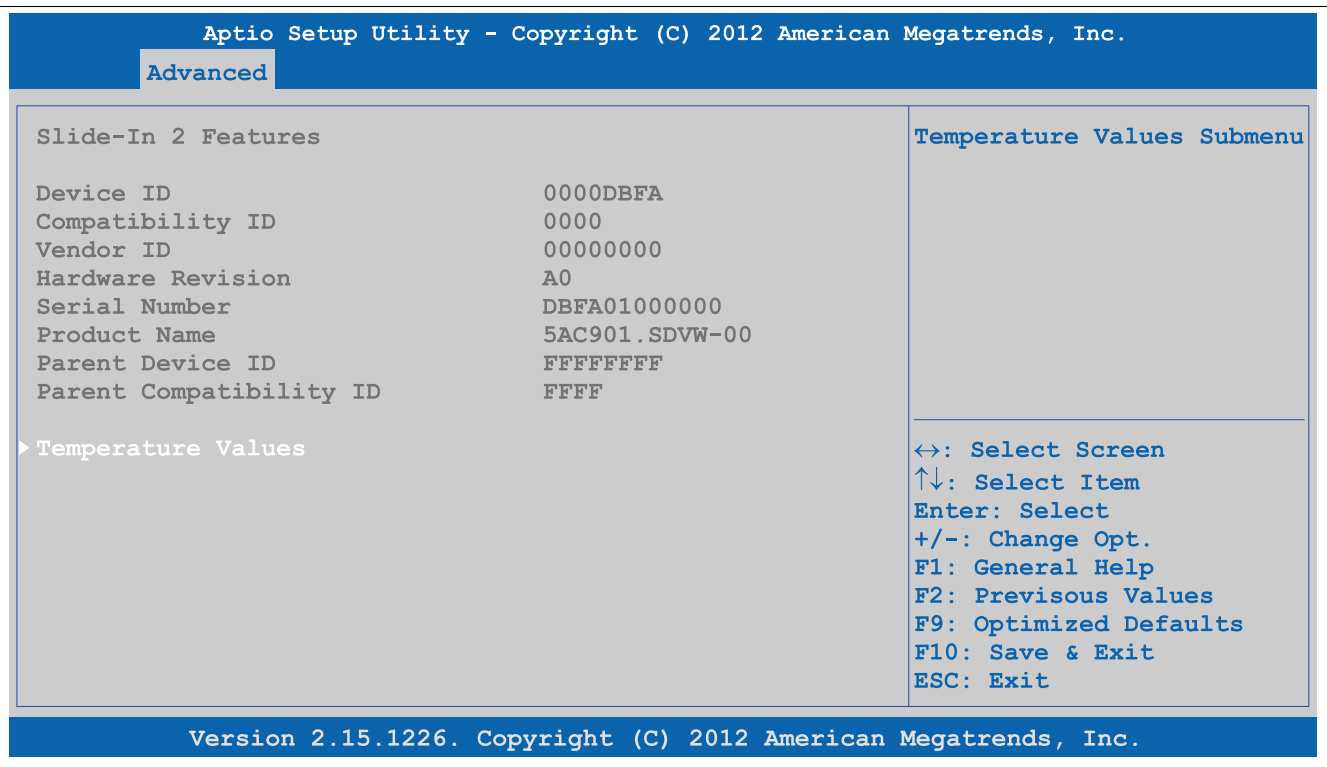 Aptio Setup Utility - Copyright (C) 2012 American Megatrends, Inc.
Advanced
Slide-In 2 Features
Device ID 0000DBFA
Compatibility ID 0000
Vendor ID 00000000
Hardware Revision A0
Serial Number DBFA01000000
Product Name 5AC901.SDVW-00
Parent Device ID FFFFFFFF
Parent Compatibility ID FFFF
Temperature Values
Temperature Values Submenu
↔: Select Screen
↑↓: Select Item
Enter: Select
+/-: Change Opt.
F1: General Help
F2: Previsous Values
F9: Optimized Defaults
F10: Save & Exit
ESC: Exit
Version 2.15.1226. Copyright (C) 2012 American Megatrends, Inc.